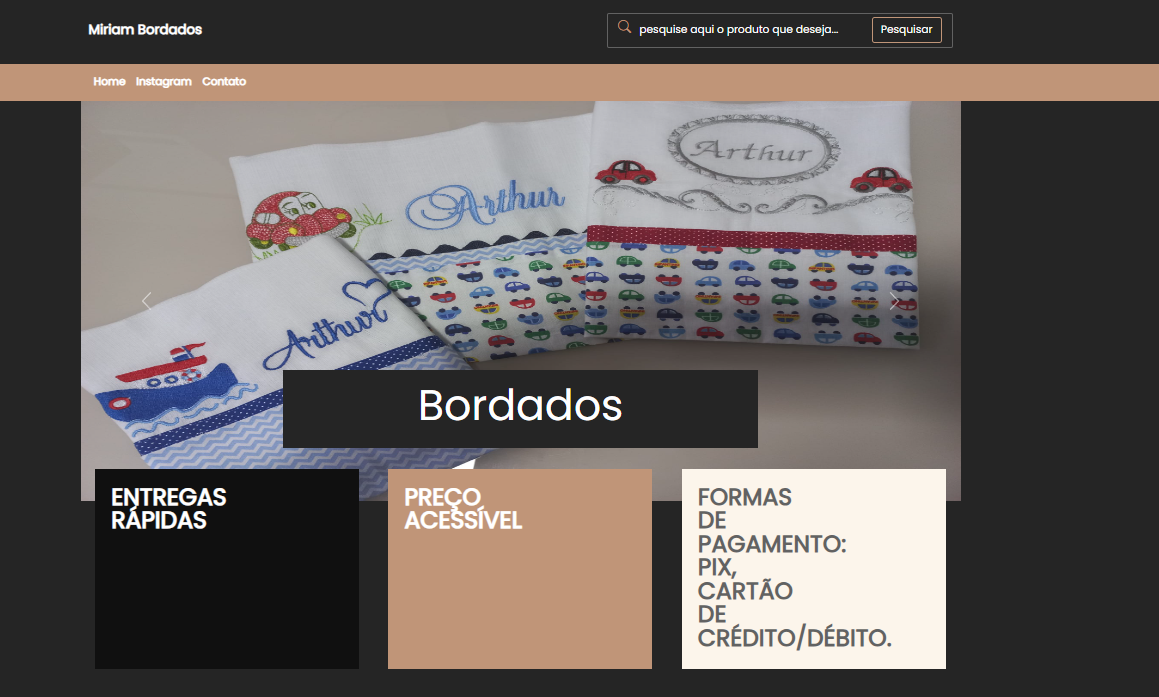 Miriam Bordados
pesquise aqui o produto que deseja...
Pesquisar
Home Instagram Contato
Arthur
Arthur
Arthur
Bordados
ENTREGAS
RÁPIDAS
PREÇO
ACESSÍVEL
FORMAS
DE
PAGAMENTO:
PIX,
CARTÃO
DE
CRÉDITO/DÉBITO.